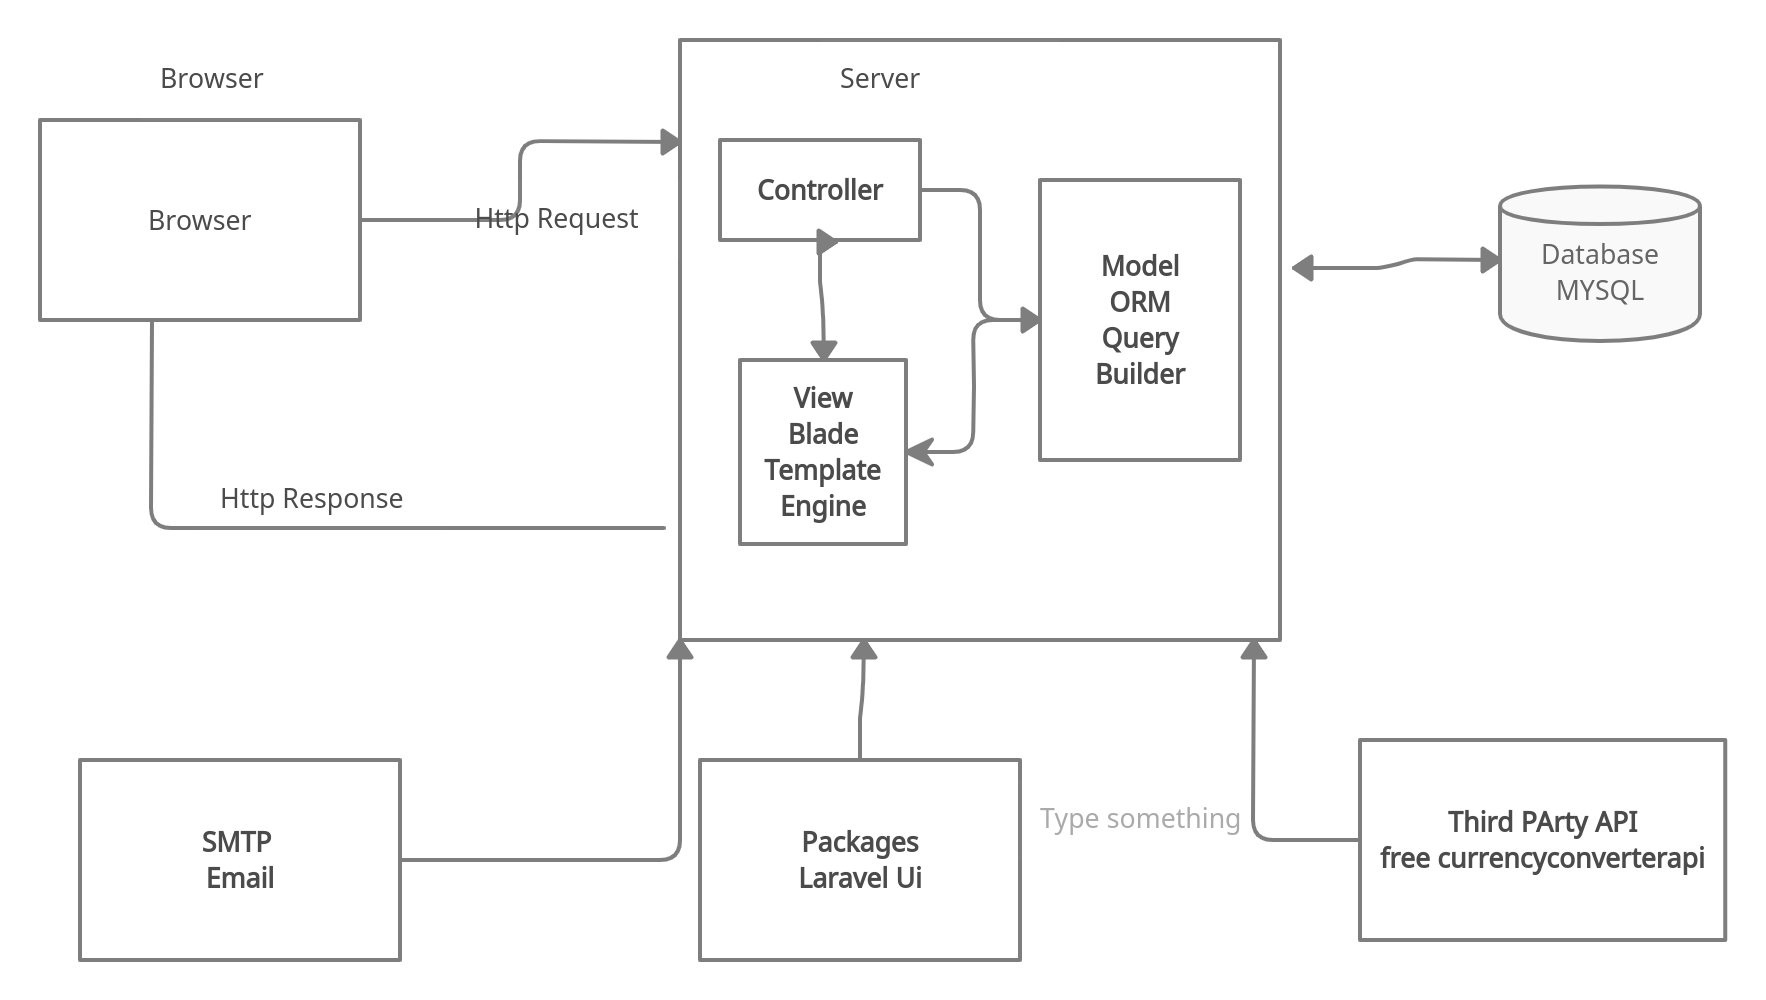 Browser
Server
Browser
Http Request
Controller
Model
ORM
Query
Builder
Database
MYSQL
View
Blade
Template
Engine
Http Response
SMTP
Email
Packages
Laravel Ui
Type something
Third PArty API
free currencyconverterapi